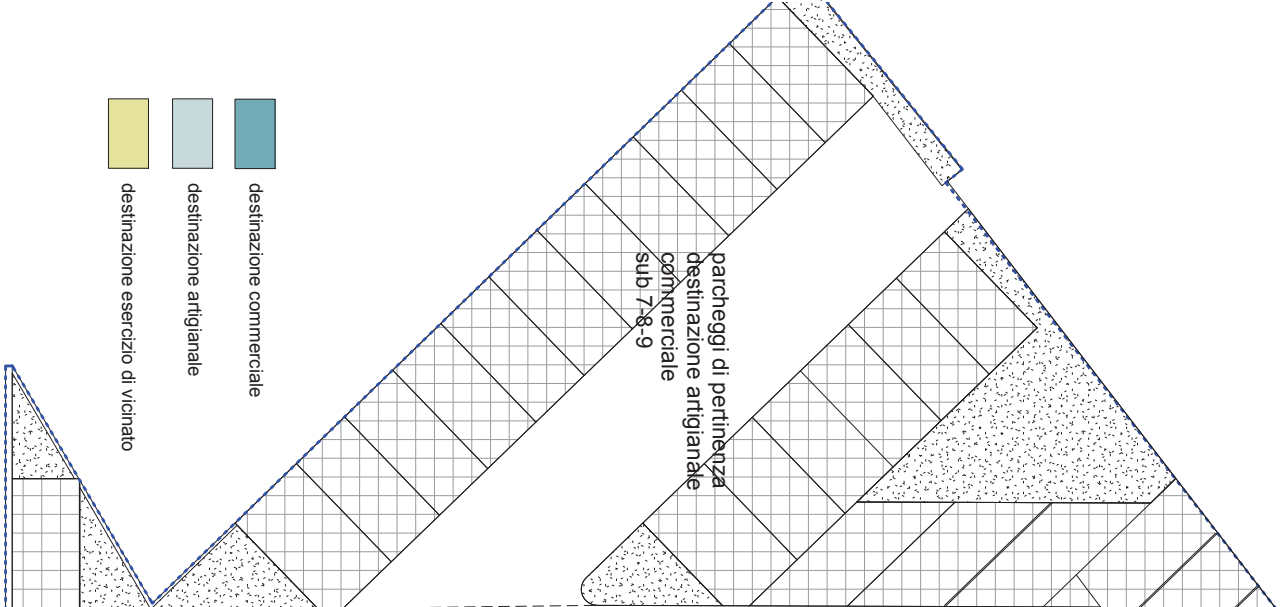 destinazione commerciale
destinazione artigianale
destinazione esercizio di vicinato
parcheggi di pertinenza
destinazione artigianale
commerciale
sub 7-8-9